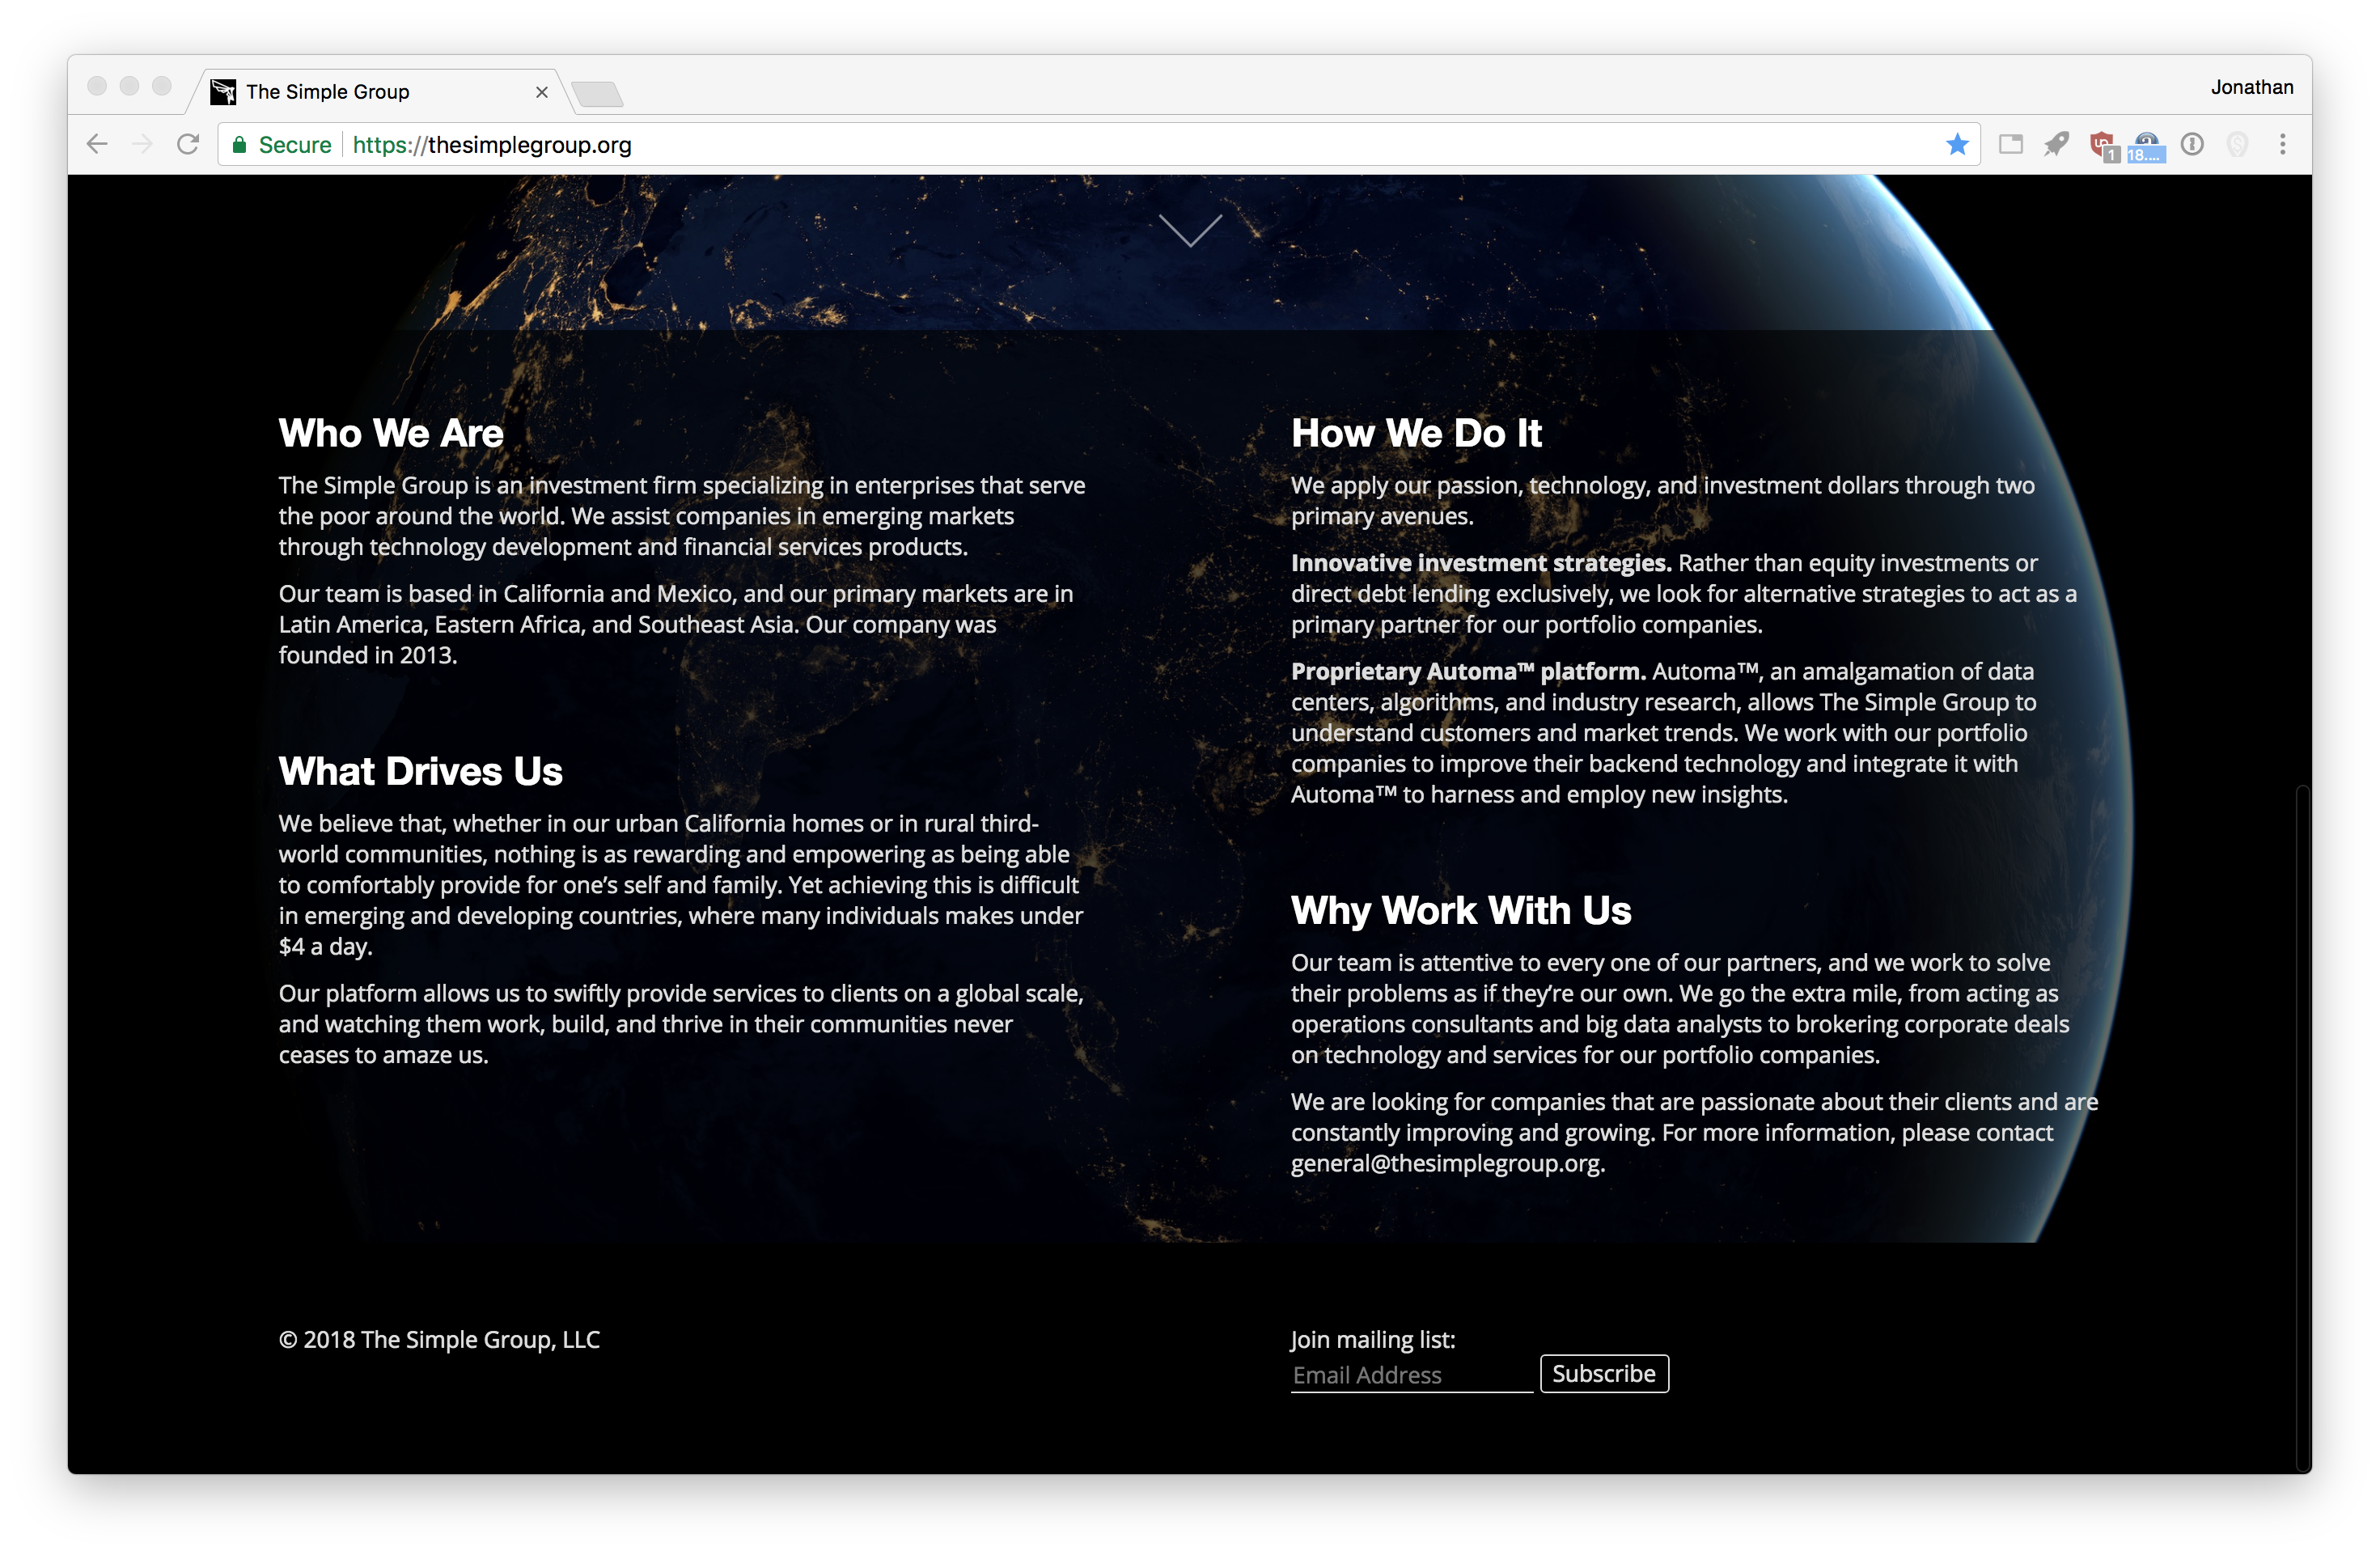 The Simple Group
Jonathan
Secure
https://thesimplegroup.org
1
18....
Who We Are
The Simple Group is an investment firm specializing in enterprises that serve
the poor around the world. We assist companies in emerging markets
through technology development and financial services products.
Our team is based in California and Mexico, and our primary markets are in
Latin America, Eastern Africa, and Southeast Asia. Our company was
founded in 2013.
What Drives Us
We believe that, whether in our urban California homes or in rural third-
world communities, nothing is as rewarding and empowering as being able
to comfortably provide for one’s self and family. Yet achieving this is difficult
in emerging and developing countries, where many individuals makes under
$4 a day.
Our platform allows us to swiftly provide services to clients on a global scale,
and watching them work, build, and thrive in their communities never
ceases to amaze us.
How We Do It
We apply our passion, technology, and investment dollars through two
primary avenues.
Innovative investment strategies. Rather than equity investments or
direct debt lending exclusively, we look for alternative strategies to act as a
primary partner for our portfolio companies.
Proprietary Automa™ platform. Automa™, an amalgamation of data
centers, algorithms, and industry research, allows The Simple Group to
understand customers and market trends. We work with our portfolio
companies to improve their backend technology and integrate it with
Automa™ to harness and employ new insights.
Why Work With Us
Our team is attentive to every one of our partners, and we work to solve
their problems as if they’re our own. We go the extra mile, from acting as
operations consultants and big data analysts to brokering corporate deals
on technology and services for our portfolio companies.
We are looking for companies that are passionate about their clients and are
constantly improving and growing. For more information, please contact
general@thesimplegroup.org.
© 2018 The Simple Group, LLC
Join mailing list:
Email Address
Subscribe